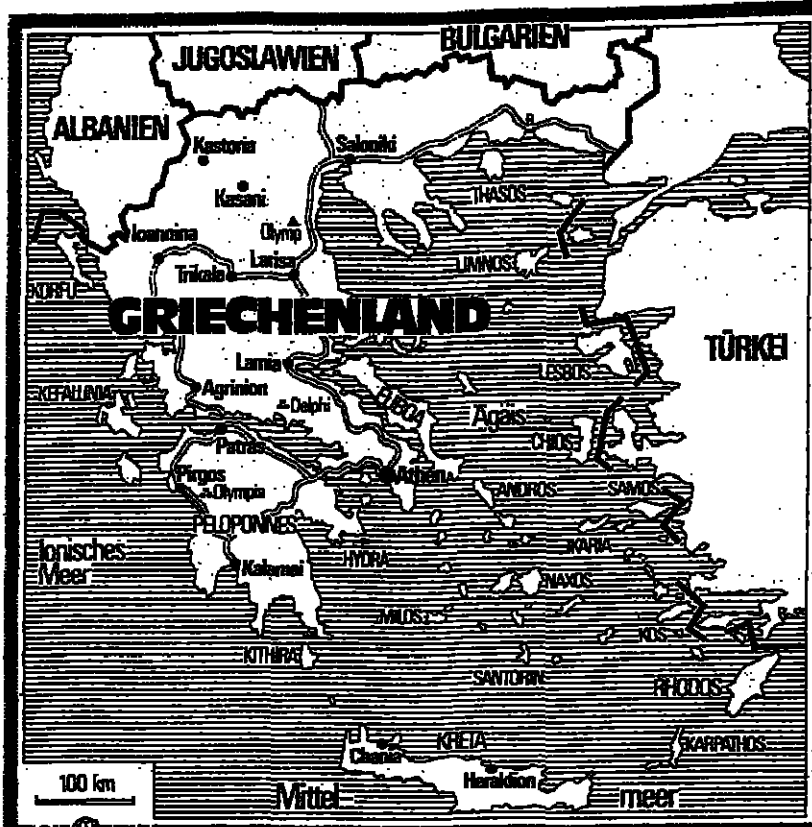 BULGARIEN
JUGOSLAWIEN
ALBANIEN
Kastoria
Saloniki
Kosani
THASOS
Ioannina
Olymp
Trikala
Larisa
LIMNOS
KORFU
GRIECHENLAND
TÜRKEI
Lamia
LESBOS
KEFALLINIA
Agrinion
Delphi
EUBÖA
Ägäis
CHIOS
Patras
Athen
Pirgos
Olympia
ANDROS
SAMOS
PELOPONNES
Ionisches
Meer
HYDRA
IKARIA
Kalamai
NAXOS
MILOS
KOS
KITHIRA
SANTORIN
RHODOS
KRETA
KARPATHOS
Chania
Heraklion
100 km
Mittel-
meer